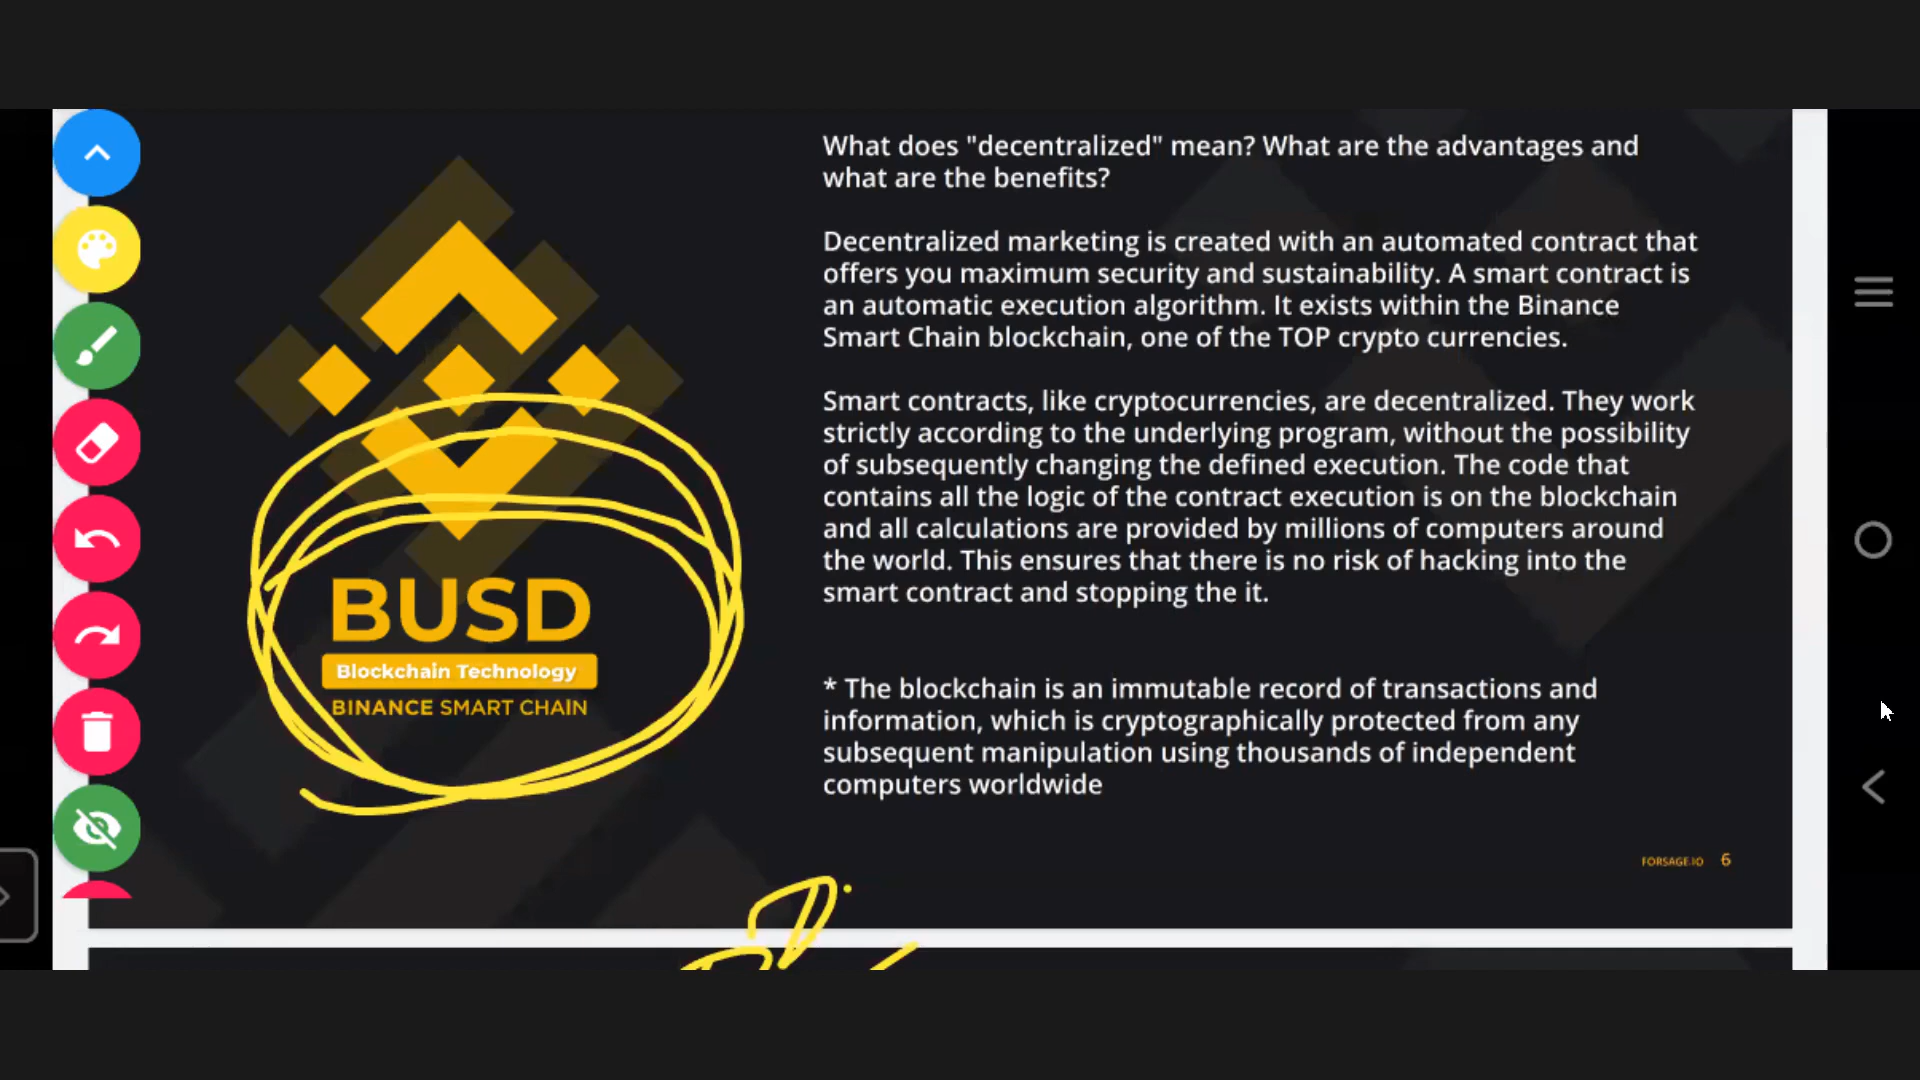 What does "decentralized" mean? What are the advantages and
what are the benefits?
Decentralized marketing is created with an automated contract that
offers you maximum security and sustainability. A smart contract is
an automatic execution algorithm. It exists within the Binance
Smart Chain blockchain, one of the TOP crypto currencies.
Smart contracts, like cryptocurrencies, are decentralized. They work
strictly according to the underlying program, without the possibility
of subsequently changing the defined execution. The code that
contains all the logic of the contract execution is on the blockchain
and all calculations are provided by millions of computers around
the world. This ensures that there is no risk of hacking into the
smart contract and stopping the it.
* The blockchain is an immutable record of transactions and
information, which is cryptographically protected from any
subsequent manipulation using thousands of independent
computers worldwide
BUSD
Blockchain Technology
BINANCE SMART CHAIN
FORSAGE.IO 6